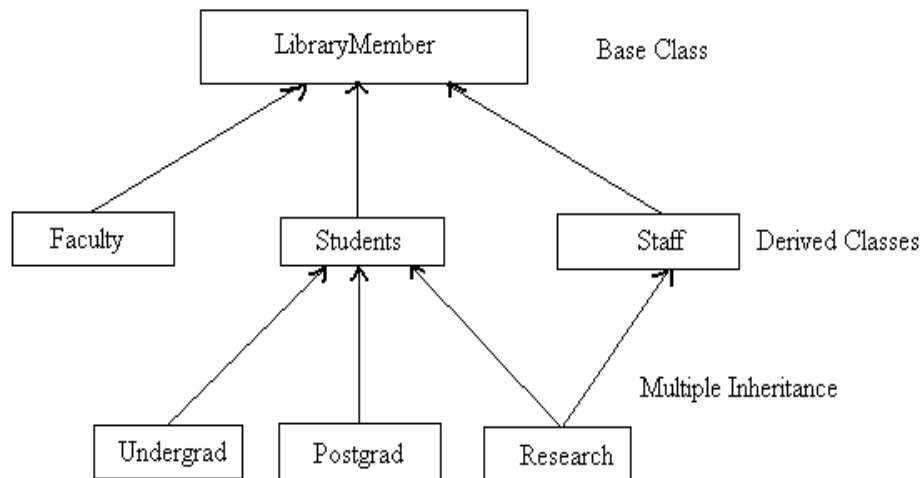 LibraryMember
Base Class
Faculty
Students
Staff
Derived Classes
Multiple Inheritance
Undergrad
Postgrad
Research